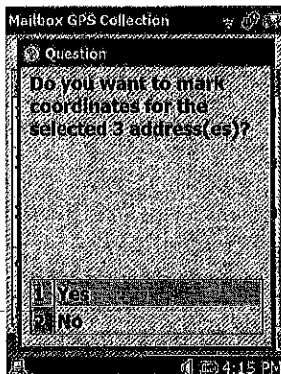 Mailbox GPS Collection
Question
Do you want to mark
coordinates for the
selected 3 address(es)?
1 Yes
2 No
4:15 PM